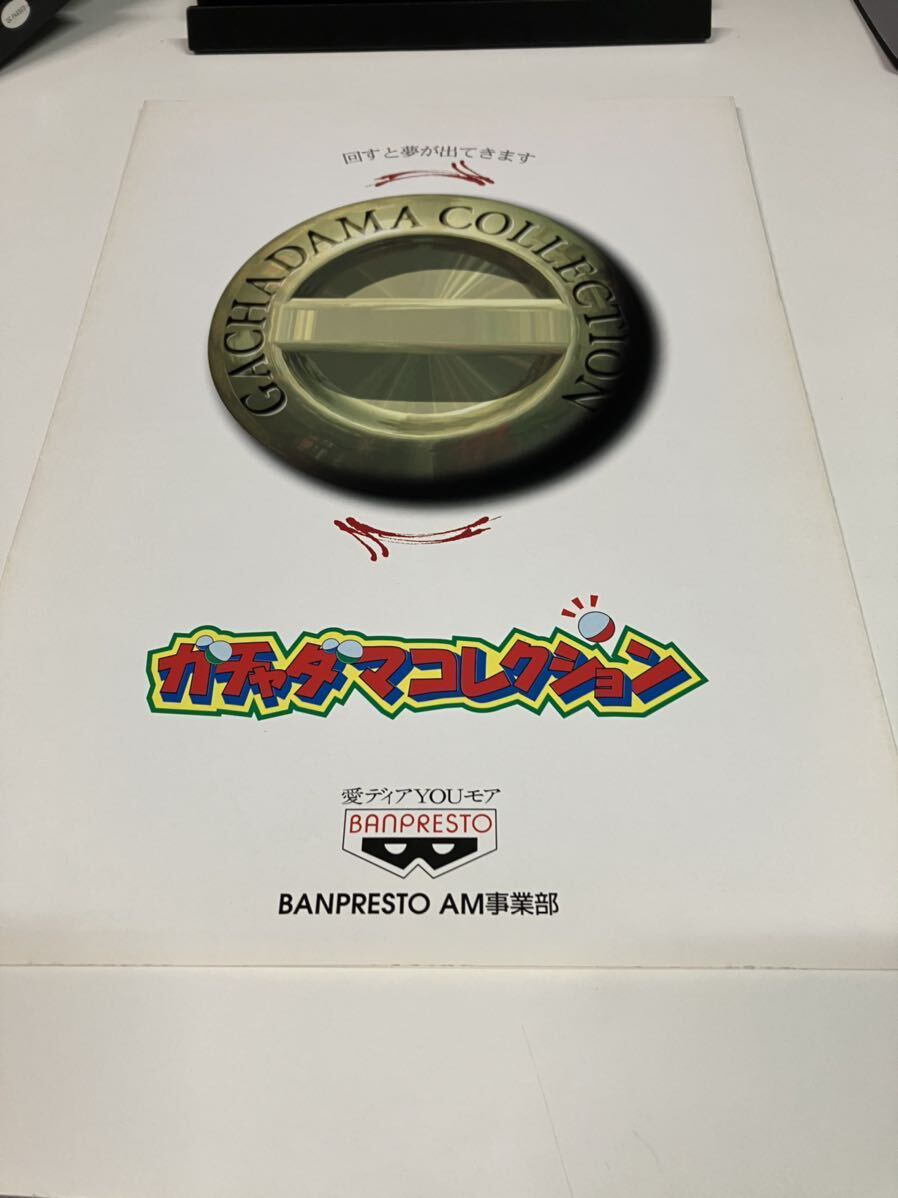 回すと夢が出てきます
GACHADAMA COLLECTION
ガチャダマコレクション
愛ディアYOUモア
BANPRESTO
BANPRESTO AM事業部